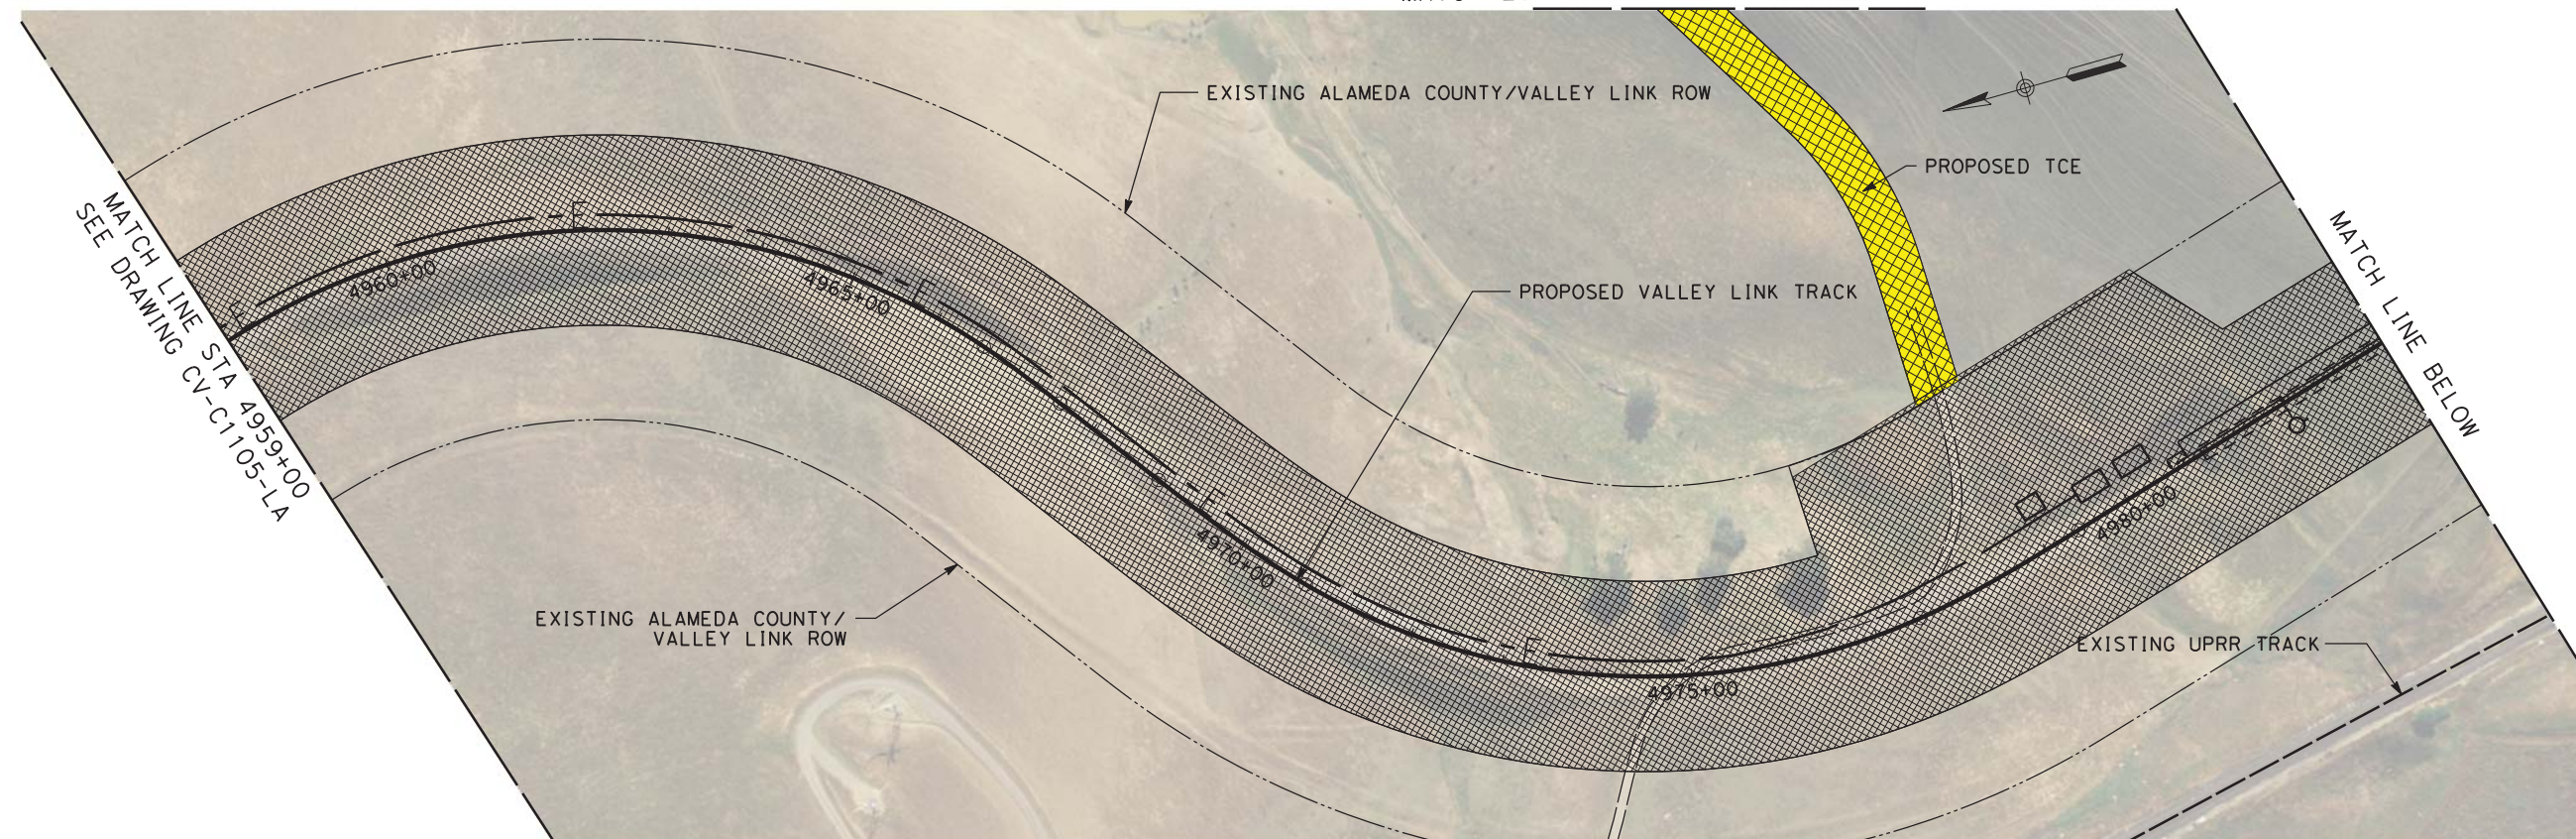 EXISTING ALAMEDA COUNTY/VALLEY LINK ROW
PROPOSED TCE
MATCH LINE STA 4959+00
SEE DRAWING CV-C1105-LA
F
F
4960+00
4965+00
F
PROPOSED VALLEY LINK TRACK
MATCH LINE BELOW
F
4970+00
4980+00
EXISTING ALAMEDA COUNTY/
VALLEY LINK ROW
F
4975+00
EXISTING UPRR TRACK